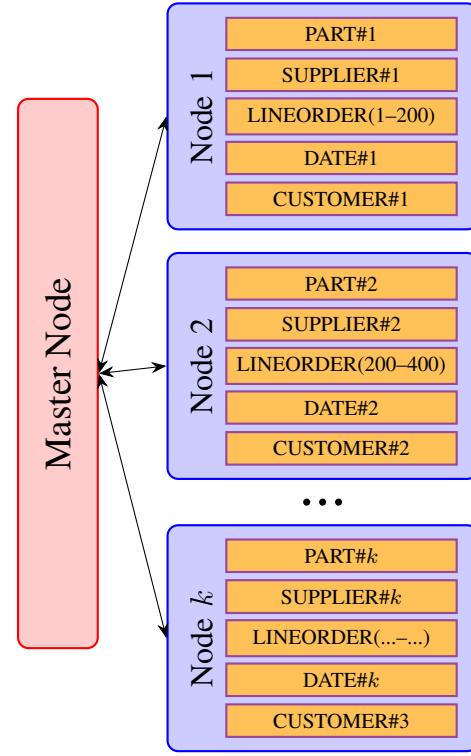 Master Node
Node 1
PART#1
SUPPLIER#1
LINEORDER(1–200)
DATE#1
CUSTOMER#1
Node 2
PART#2
SUPPLIER#2
LINEORDER(200–400)
DATE#2
CUSTOMER#2
...
Node k
PART#k
SUPPLIER#k
LINEORDER(...–...)
DATE#k
CUSTOMER#3